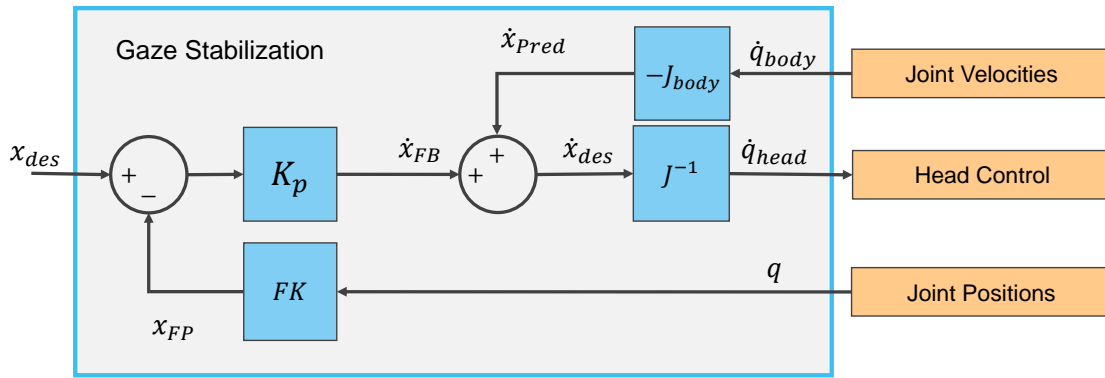 Gaze Stabilization
ẋ_Pred
q̇_body
−J_body
Joint Velocities
x_des
+
−
K_p
ẋ_FB
+
+
ẋ_des
J⁻¹
q̇_head
Head Control
FK
q
Joint Positions
x_FP